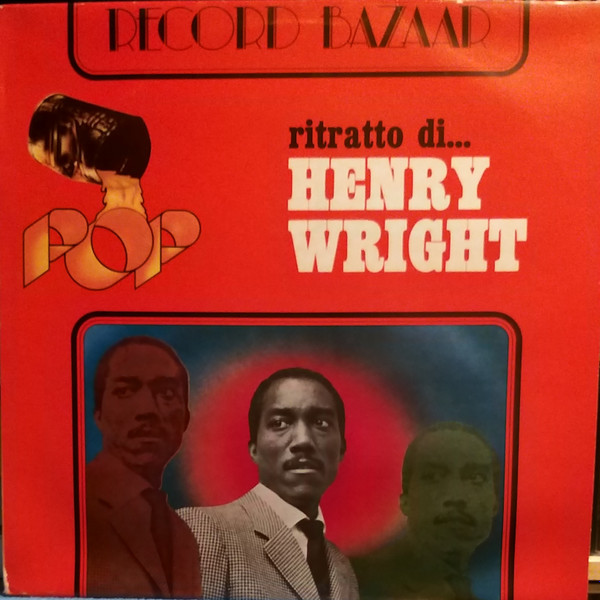 RECORD BAZAAR
POP
ritratto di...
HENRY
WRIGHT